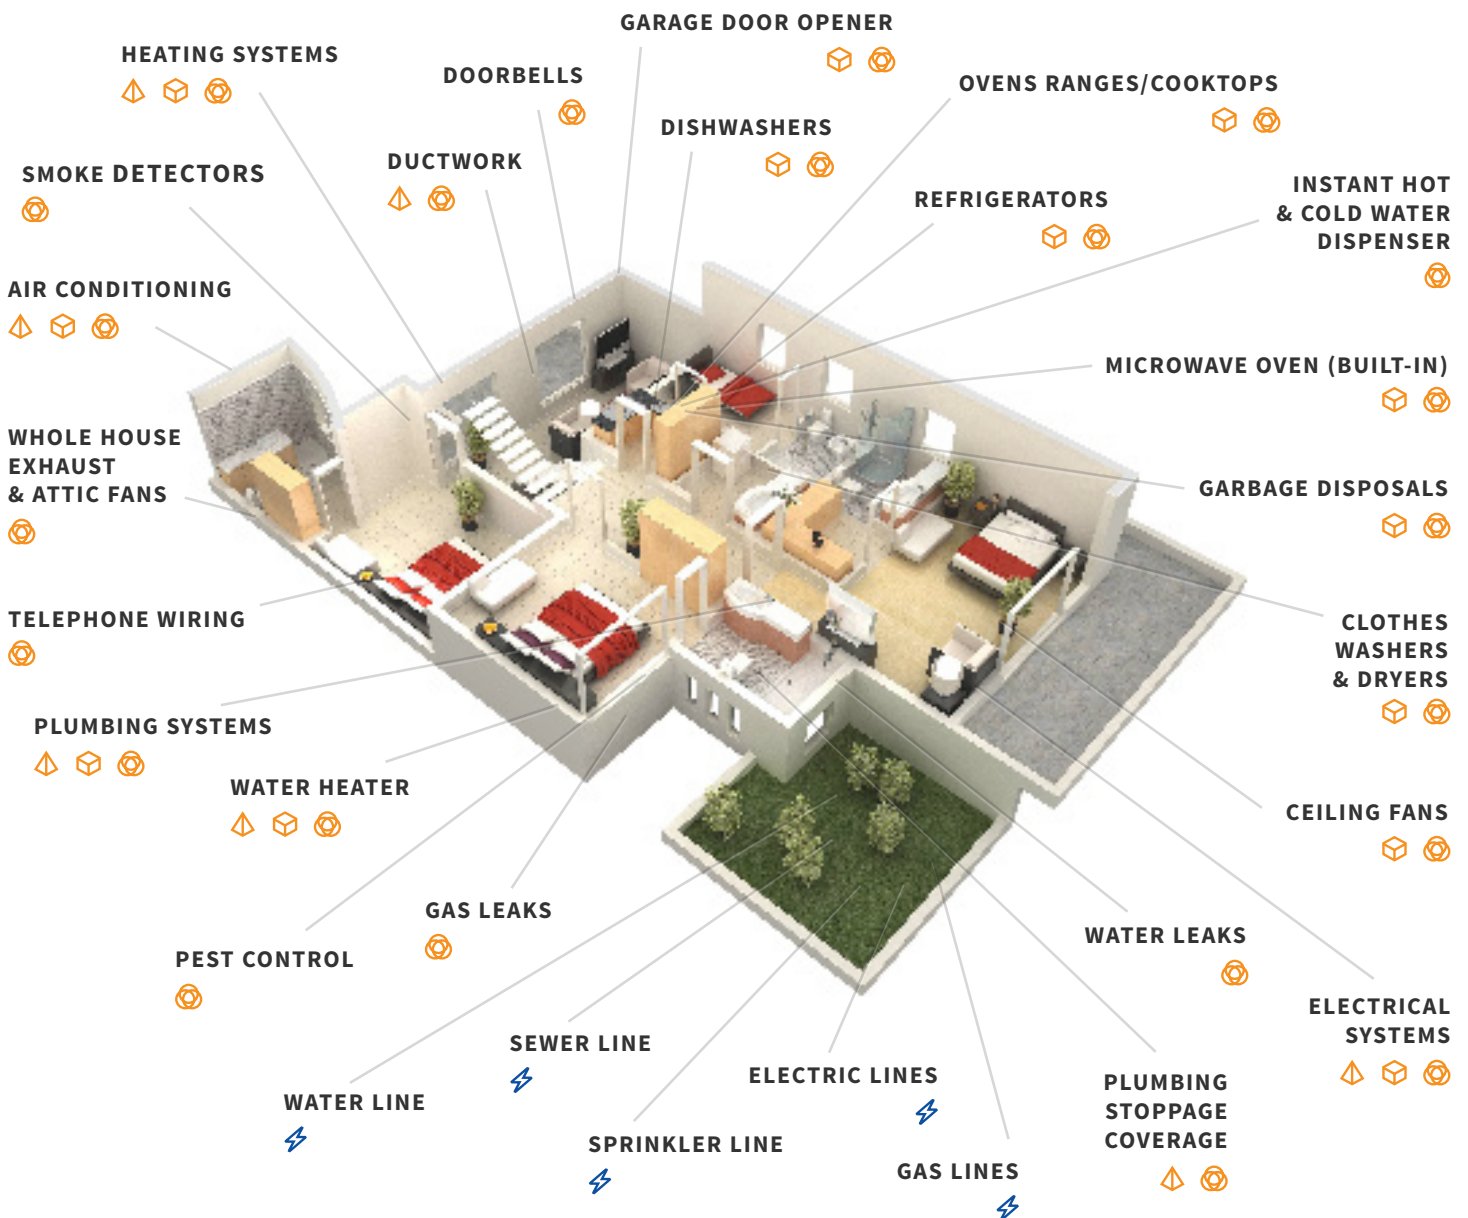 GARAGE DOOR OPENER
HEATING SYSTEMS
DOORBELLS
OVENS RANGES/COOKTOPS
DISHWASHERS
DUCTWORK
SMOKE DETECTORS
INSTANT HOT
& COLD WATER
DISPENSER
REFRIGERATORS
AIR CONDITIONING
MICROWAVE OVEN (BUILT-IN)
WHOLE HOUSE
EXHAUST
& ATTIC FANS
GARBAGE DISPOSALS
TELEPHONE WIRING
CLOTHES
WASHERS
& DRYERS
PLUMBING SYSTEMS
WATER HEATER
CEILING FANS
GAS LEAKS
WATER LEAKS
PEST CONTROL
ELECTRICAL
SYSTEMS
SEWER LINE
ELECTRIC LINES
PLUMBING
STOPPAGE
COVERAGE
WATER LINE
SPRINKLER LINE
GAS LINES